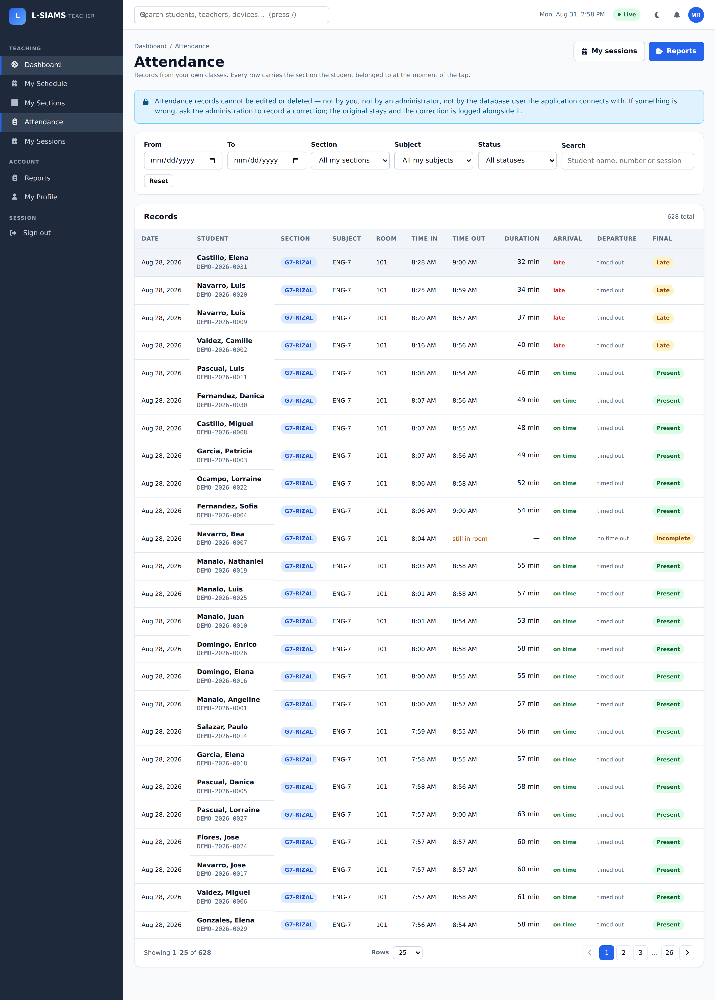 L L-SIAMS TEACHER
Search students, teachers, devices... (press /)
Mon, Aug 31, 2:58 PM
Live
MR
TEACHING
Dashboard
My Schedule
My Sections
Attendance
My Sessions
ACCOUNT
Reports
My Profile
SESSION
Sign out
Dashboard / Attendance
Attendance
Records from your own classes. Every row carries the section the student belonged to at the moment of the tap.
My sessions
Reports
Attendance records cannot be edited or deleted — not by you, not by an administrator, not by the database user the application connects with. If something is
wrong, ask the administration to record a correction; the original stays and the correction is logged alongside it.
From To Section Subject Status Search
mm/dd/yyyy mm/dd/yyyy All my sections All my subjects All statuses Student name, number or session
Reset
Records 628 total
DATE STUDENT SECTION SUBJECT ROOM TIME IN TIME OUT DURATION ARRIVAL DEPARTURE FINAL
Aug 28, 2026 Castillo, Elena G7-RIZAL ENG-7 101 8:28 AM 9:00 AM 32 min late timed out Late
DEMO-2026-0031
Aug 28, 2026 Navarro, Luis G7-RIZAL ENG-7 101 8:25 AM 8:59 AM 34 min late timed out Late
DEMO-2026-0020
Aug 28, 2026 Navarro, Luis G7-RIZAL ENG-7 101 8:20 AM 8:57 AM 37 min late timed out Late
DEMO-2026-0009
Aug 28, 2026 Valdez, Camille G7-RIZAL ENG-7 101 8:16 AM 8:56 AM 40 min late timed out Late
DEMO-2026-0002
Aug 28, 2026 Pascual, Luis G7-RIZAL ENG-7 101 8:08 AM 8:54 AM 46 min on time timed out Present
DEMO-2026-0011
Aug 28, 2026 Fernandez, Danica G7-RIZAL ENG-7 101 8:07 AM 8:56 AM 49 min on time timed out Present
DEMO-2026-0030
Aug 28, 2026 Castillo, Miguel G7-RIZAL ENG-7 101 8:07 AM 8:55 AM 48 min on time timed out Present
DEMO-2026-0008
Aug 28, 2026 Garcia, Patricia G7-RIZAL ENG-7 101 8:07 AM 8:56 AM 49 min on time timed out Present
DEMO-2026-0003
Aug 28, 2026 Ocampo, Lorraine G7-RIZAL ENG-7 101 8:06 AM 8:58 AM 52 min on time timed out Present
DEMO-2026-0022
Aug 28, 2026 Fernandez, Sofia G7-RIZAL ENG-7 101 8:06 AM 9:00 AM 54 min on time timed out Present
DEMO-2026-0004
Aug 28, 2026 Navarro, Bea G7-RIZAL ENG-7 101 8:04 AM still in room — on time no time out Incomplete
DEMO-2026-0007
Aug 28, 2026 Manalo, Nathaniel G7-RIZAL ENG-7 101 8:03 AM 8:58 AM 55 min on time timed out Present
DEMO-2026-0019
Aug 28, 2026 Manalo, Luis G7-RIZAL ENG-7 101 8:01 AM 8:58 AM 57 min on time timed out Present
DEMO-2026-0025
Aug 28, 2026 Manalo, Juan G7-RIZAL ENG-7 101 8:01 AM 8:54 AM 53 min on time timed out Present
DEMO-2026-0010
Aug 28, 2026 Domingo, Enrico G7-RIZAL ENG-7 101 8:00 AM 8:58 AM 58 min on time timed out Present
DEMO-2026-0026
Aug 28, 2026 Domingo, Elena G7-RIZAL ENG-7 101 8:00 AM 8:55 AM 55 min on time timed out Present
DEMO-2026-0016
Aug 28, 2026 Manalo, Angeline G7-RIZAL ENG-7 101 8:00 AM 8:57 AM 57 min on time timed out Present
DEMO-2026-0001
Aug 28, 2026 Salazar, Paulo G7-RIZAL ENG-7 101 7:59 AM 8:55 AM 56 min on time timed out Present
DEMO-2026-0014
Aug 28, 2026 Garcia, Elena G7-RIZAL ENG-7 101 7:58 AM 8:55 AM 57 min on time timed out Present
DEMO-2026-0018
Aug 28, 2026 Pascual, Danica G7-RIZAL ENG-7 101 7:58 AM 8:56 AM 58 min on time timed out Present
DEMO-2026-0005
Aug 28, 2026 Pascual, Lorraine G7-RIZAL ENG-7 101 7:57 AM 9:00 AM 63 min on time timed out Present
DEMO-2026-0027
Aug 28, 2026 Flores, Jose G7-RIZAL ENG-7 101 7:57 AM 8:57 AM 60 min on time timed out Present
DEMO-2026-0024
Aug 28, 2026 Navarro, Jose G7-RIZAL ENG-7 101 7:57 AM 8:57 AM 60 min on time timed out Present
DEMO-2026-0017
Aug 28, 2026 Valdez, Miguel G7-RIZAL ENG-7 101 7:57 AM 8:58 AM 61 min on time timed out Present
DEMO-2026-0006
Aug 28, 2026 Gonzales, Elena G7-RIZAL ENG-7 101 7:56 AM 8:54 AM 58 min on time timed out Present
DEMO-2026-0029
Showing 1–25 of 628 Rows 25 1 2 3 ... 26